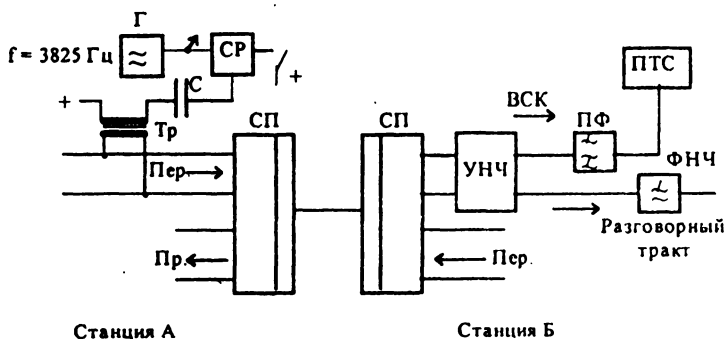 Г
f = 3825 Гц
СР
+
С
+
Тр
СП
СП
Пер.
Пр.
Пер.
УНЧ
ВСК
ПФ
ПТС
ФНЧ
Разговорный
тракт
Станция А
Станция Б